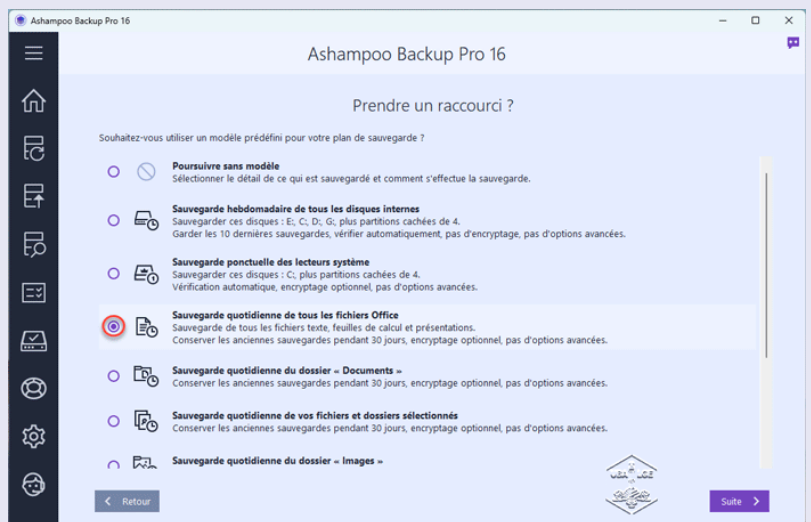 Ashampoo Backup Pro 16
Ashampoo Backup Pro 16
Prendre un raccourci ?
Souhaitez-vous utiliser un modèle prédéfini pour votre plan de sauvegarde ?
Poursuivre sans modèle
Sélectionner le détail de ce qui est sauvegardé et comment s'effectue la sauvegarde.
Sauvegarde hebdomadaire de tous les disques internes
Sauvegarder ces disques : E:, C:, D:, G:, plus partitions cachées de 4.
Garder les 10 dernières sauvegardes, vérifier automatiquement, pas d'encryptage, pas d'options avancées.
Sauvegarde ponctuelle des lecteurs système
Sauvegarder ces disques : C:, plus partitions cachées de 4.
Vérification automatique, encryptage optionnel, pas d'options avancées.
Sauvegarde quotidienne de tous les fichiers Office
Sauvegarde de tous les fichiers texte, feuilles de calcul et présentations.
Conserver les anciennes sauvegardes pendant 30 jours, encryptage optionnel, pas d'options avancées.
Sauvegarde quotidienne du dossier « Documents »
Conserver les anciennes sauvegardes pendant 30 jours, encryptage optionnel, pas d'options avancées.
Sauvegarde quotidienne de vos fichiers et dossiers sélectionnés
Conserver les anciennes sauvegardes pendant 30 jours, encryptage optionnel, pas d'options avancées.
Sauvegarde quotidienne du dossier « Images »
Retour
Suite